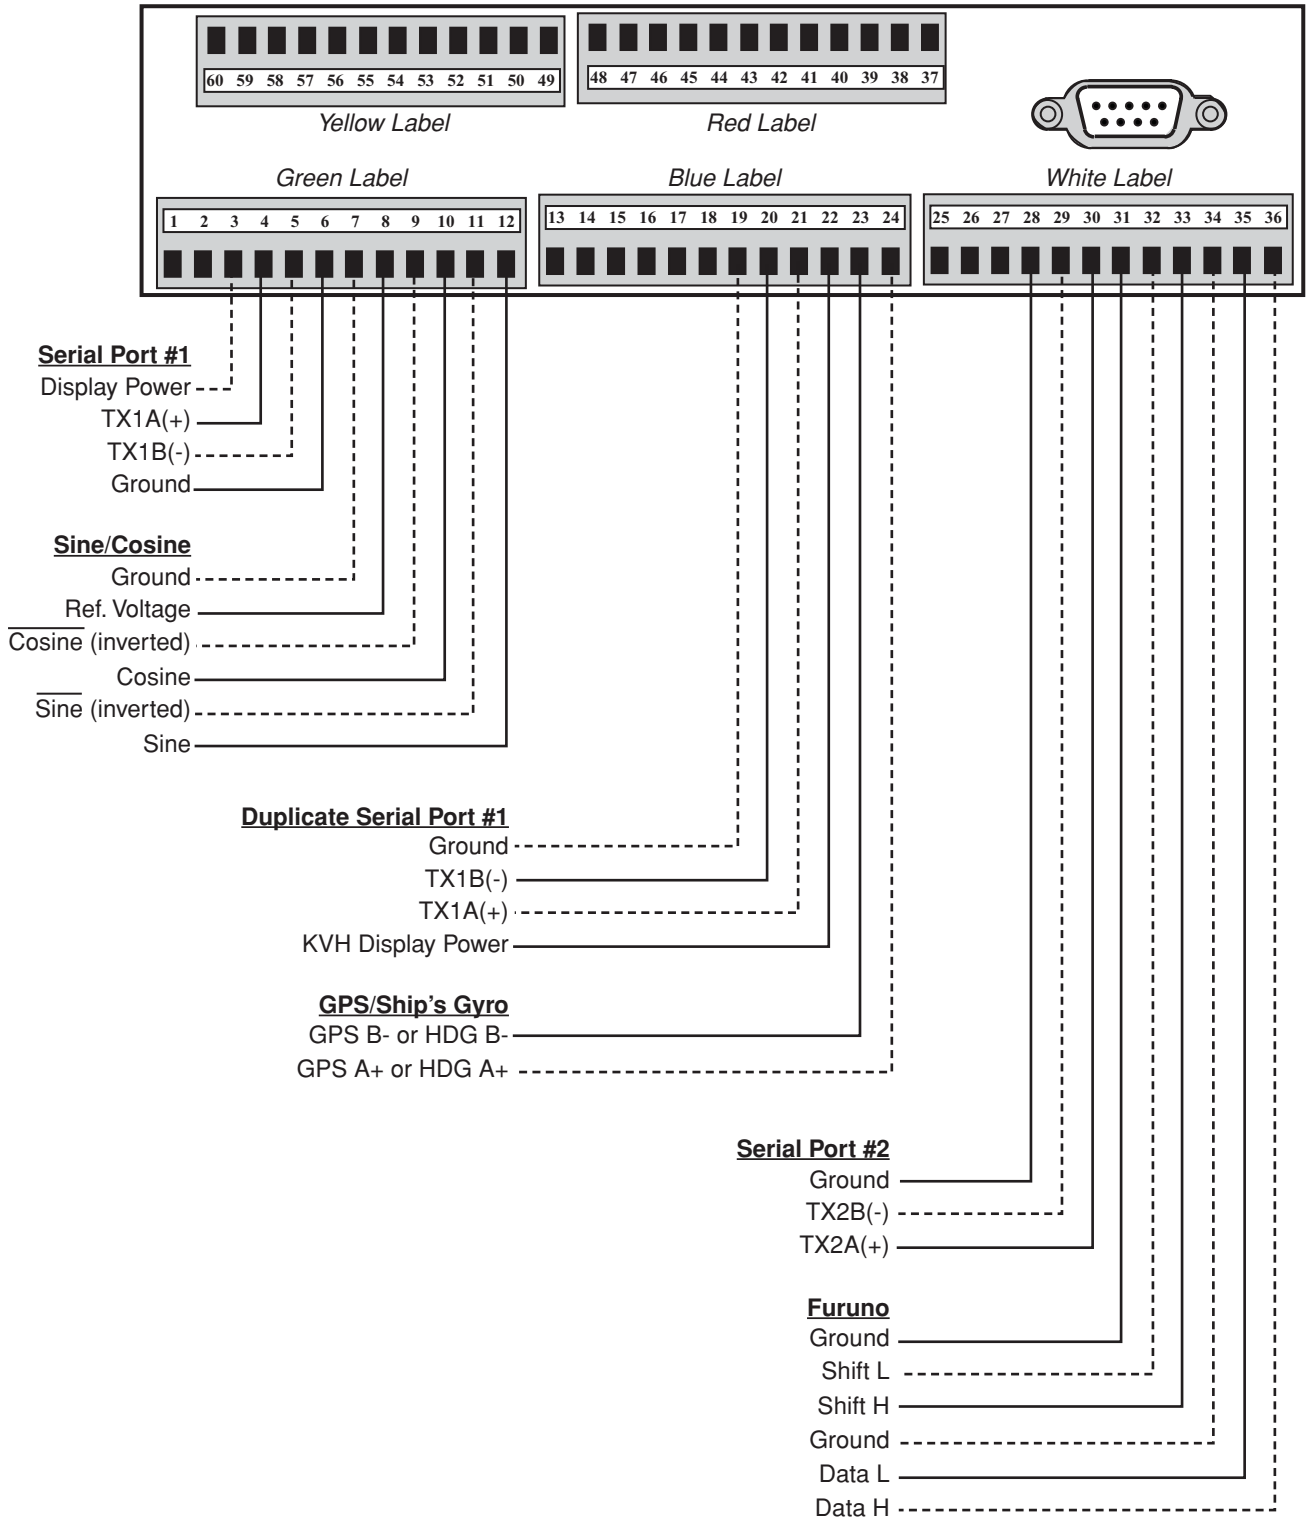 60 59 58 57 56 55 54 53 52 51 50 49
48 47 46 45 44 43 42 41 40 39 38 37
Yellow Label
Red Label
Green Label
Blue Label
White Label
1 2 3 4 5 6 7 8 9 10 11 12
13 14 15 16 17 18 19 20 21 22 23 24
25 26 27 28 29 30 31 32 33 34 35 36
Serial Port #1
Display Power
TX1A(+)
TX1B(-)
Ground
Sine/Cosine
Ground
Ref. Voltage
Cosine (inverted)
Cosine
Sine (inverted)
Sine
Duplicate Serial Port #1
Ground
TX1B(-)
TX1A(+)
KVH Display Power
GPS/Ship's Gyro
GPS B- or HDG B-
GPS A+ or HDG A+
Serial Port #2
Ground
TX2B(-)
TX2A(+)
Furuno
Ground
Shift L
Shift H
Ground
Data L
Data H